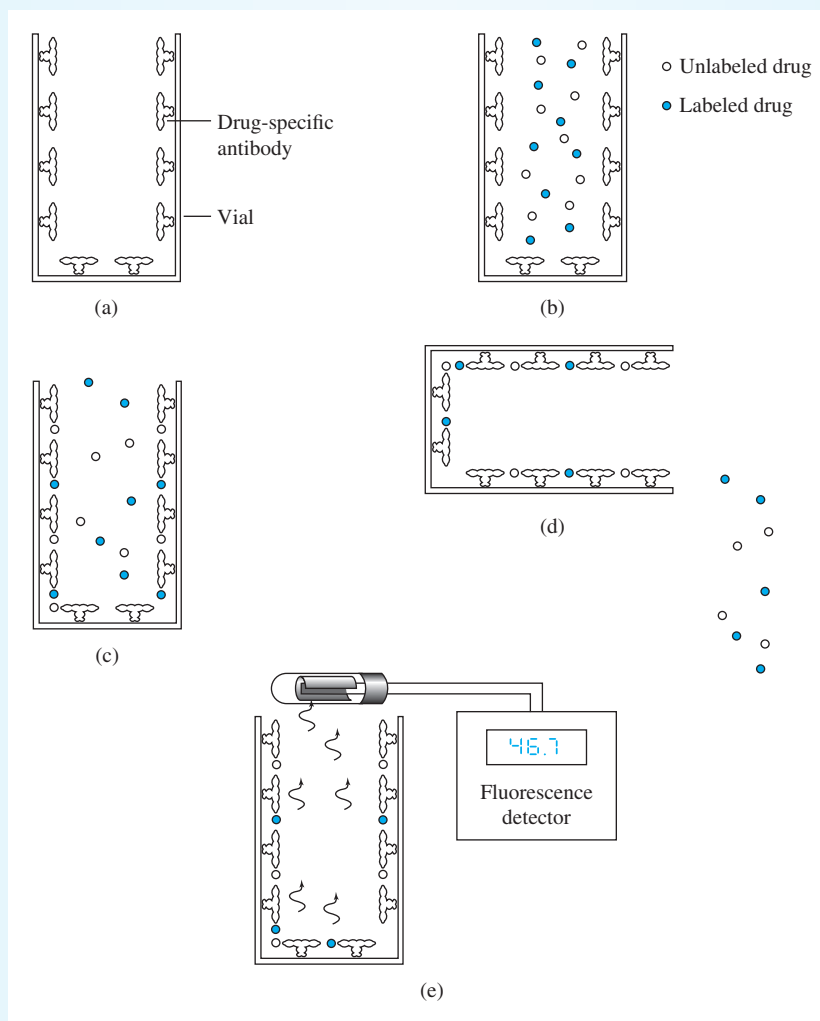 (a)
Drug-specific
antibody
Vial
(b)
Unlabeled drug
Labeled drug
(c)
(d)
46.7
Fluorescence
detector
(e)